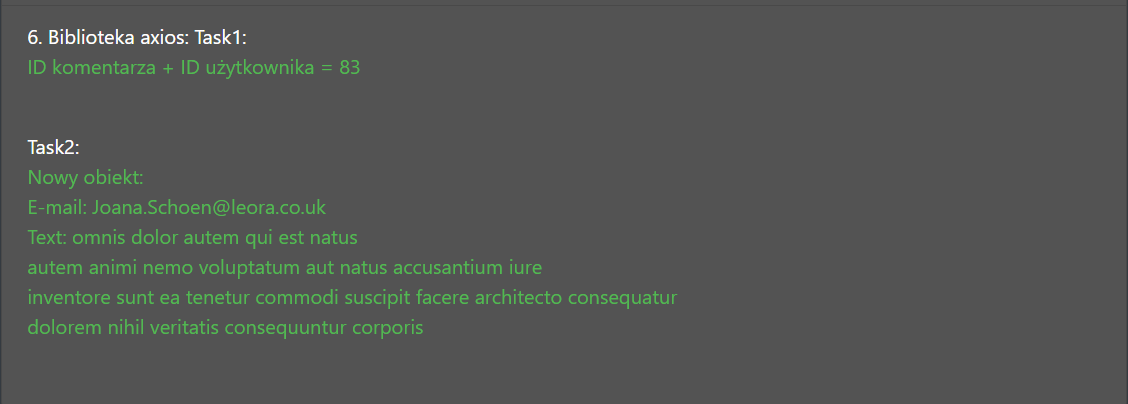 6. Biblioteka axios: Task1:
ID komentarza + ID użytkownika = 83
Task2:
Nowy obiekt:
E-mail: Joana.Schoen@leora.co.uk
Text: omnis dolor autem qui est natus
autem animi nemo voluptatum aut natus accusantium iure
inventore sunt ea tenetur commodi suscipit facere architecto consequatur
dolorem nihil veritatis consequuntur corporis